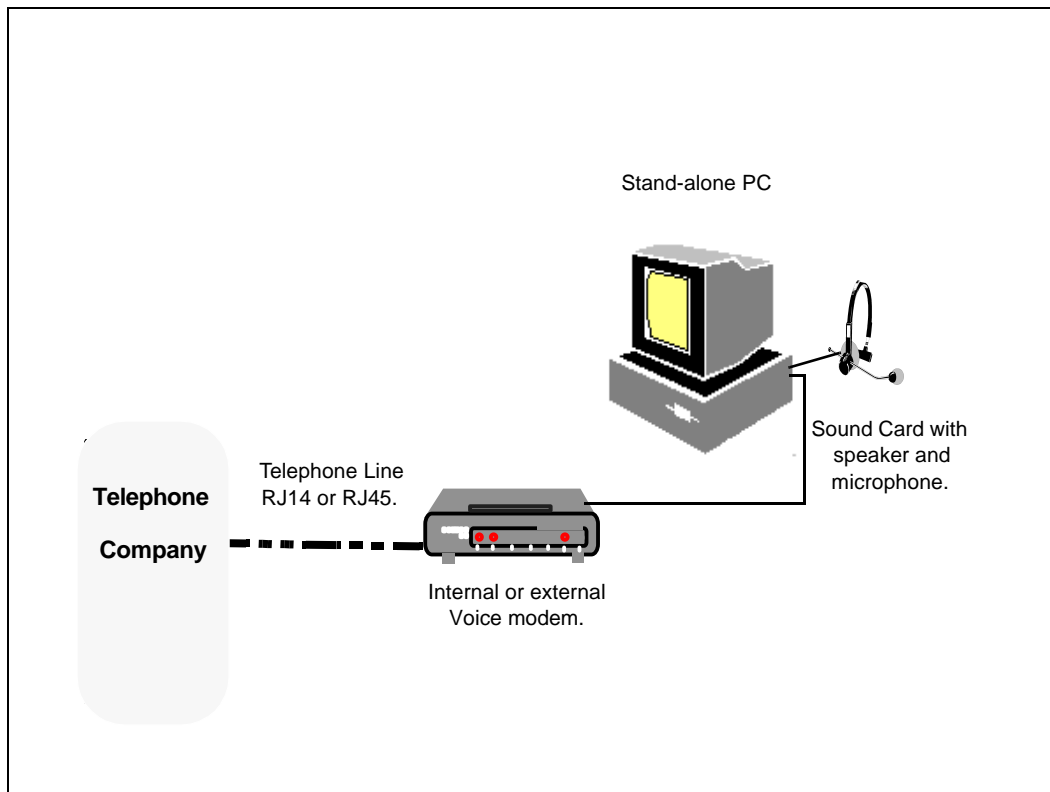 Stand-alone PC
Sound Card with
speaker and
microphone.
Telephone Line
RJ14 or RJ45.
Telephone
Company
Internal or external
Voice modem.